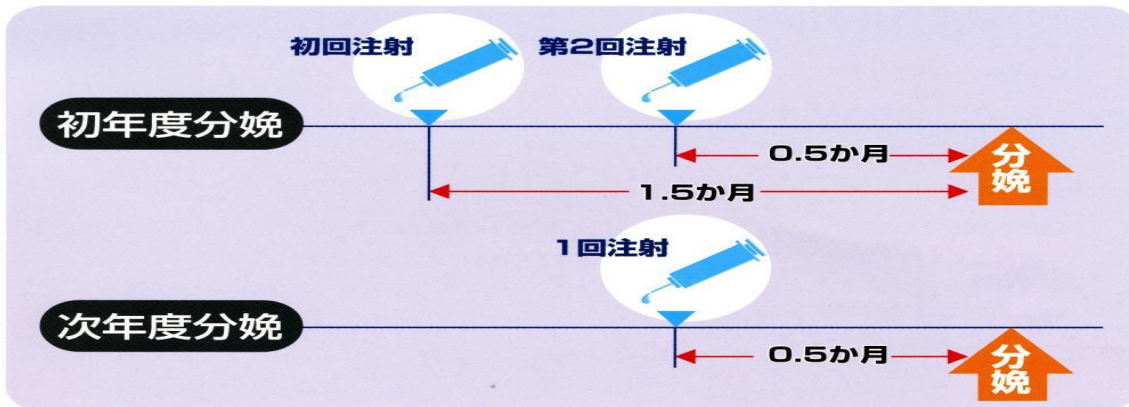 初回注射
第2回注射
初年度分娩
0.5か月
分娩
1.5か月
1回注射
次年度分娩
0.5か月
分娩